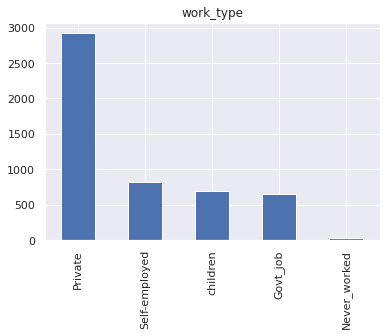 work_type
3000
2500
2000
1500
1000
500
0
Private
Self-employed
children
Govt_job
Never_worked